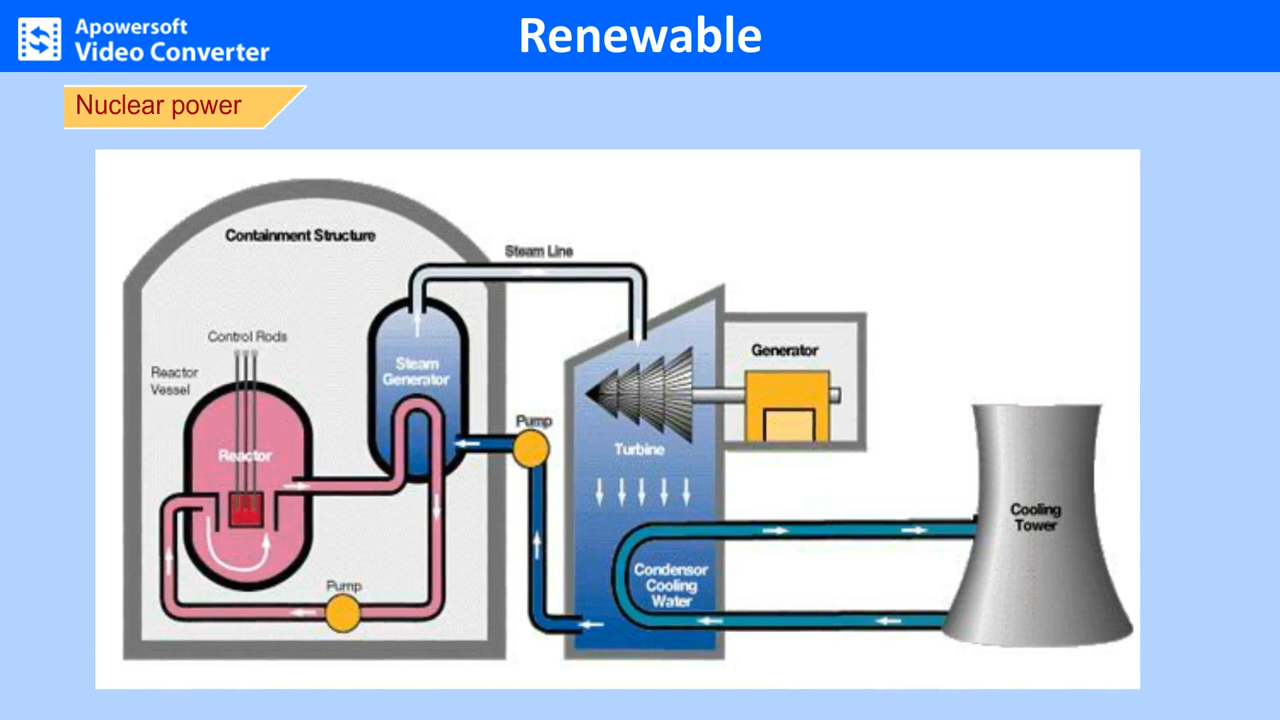 Apowersoft
Video Converter
Renewable
Nuclear power
Containment Structure
Steam Line
Control Rods
Reactor
Vessel
Steam
Generator
Generator
Pump
Reactor
Turbine
Cooling
Tower
Condensor
Cooling
Water
Pump